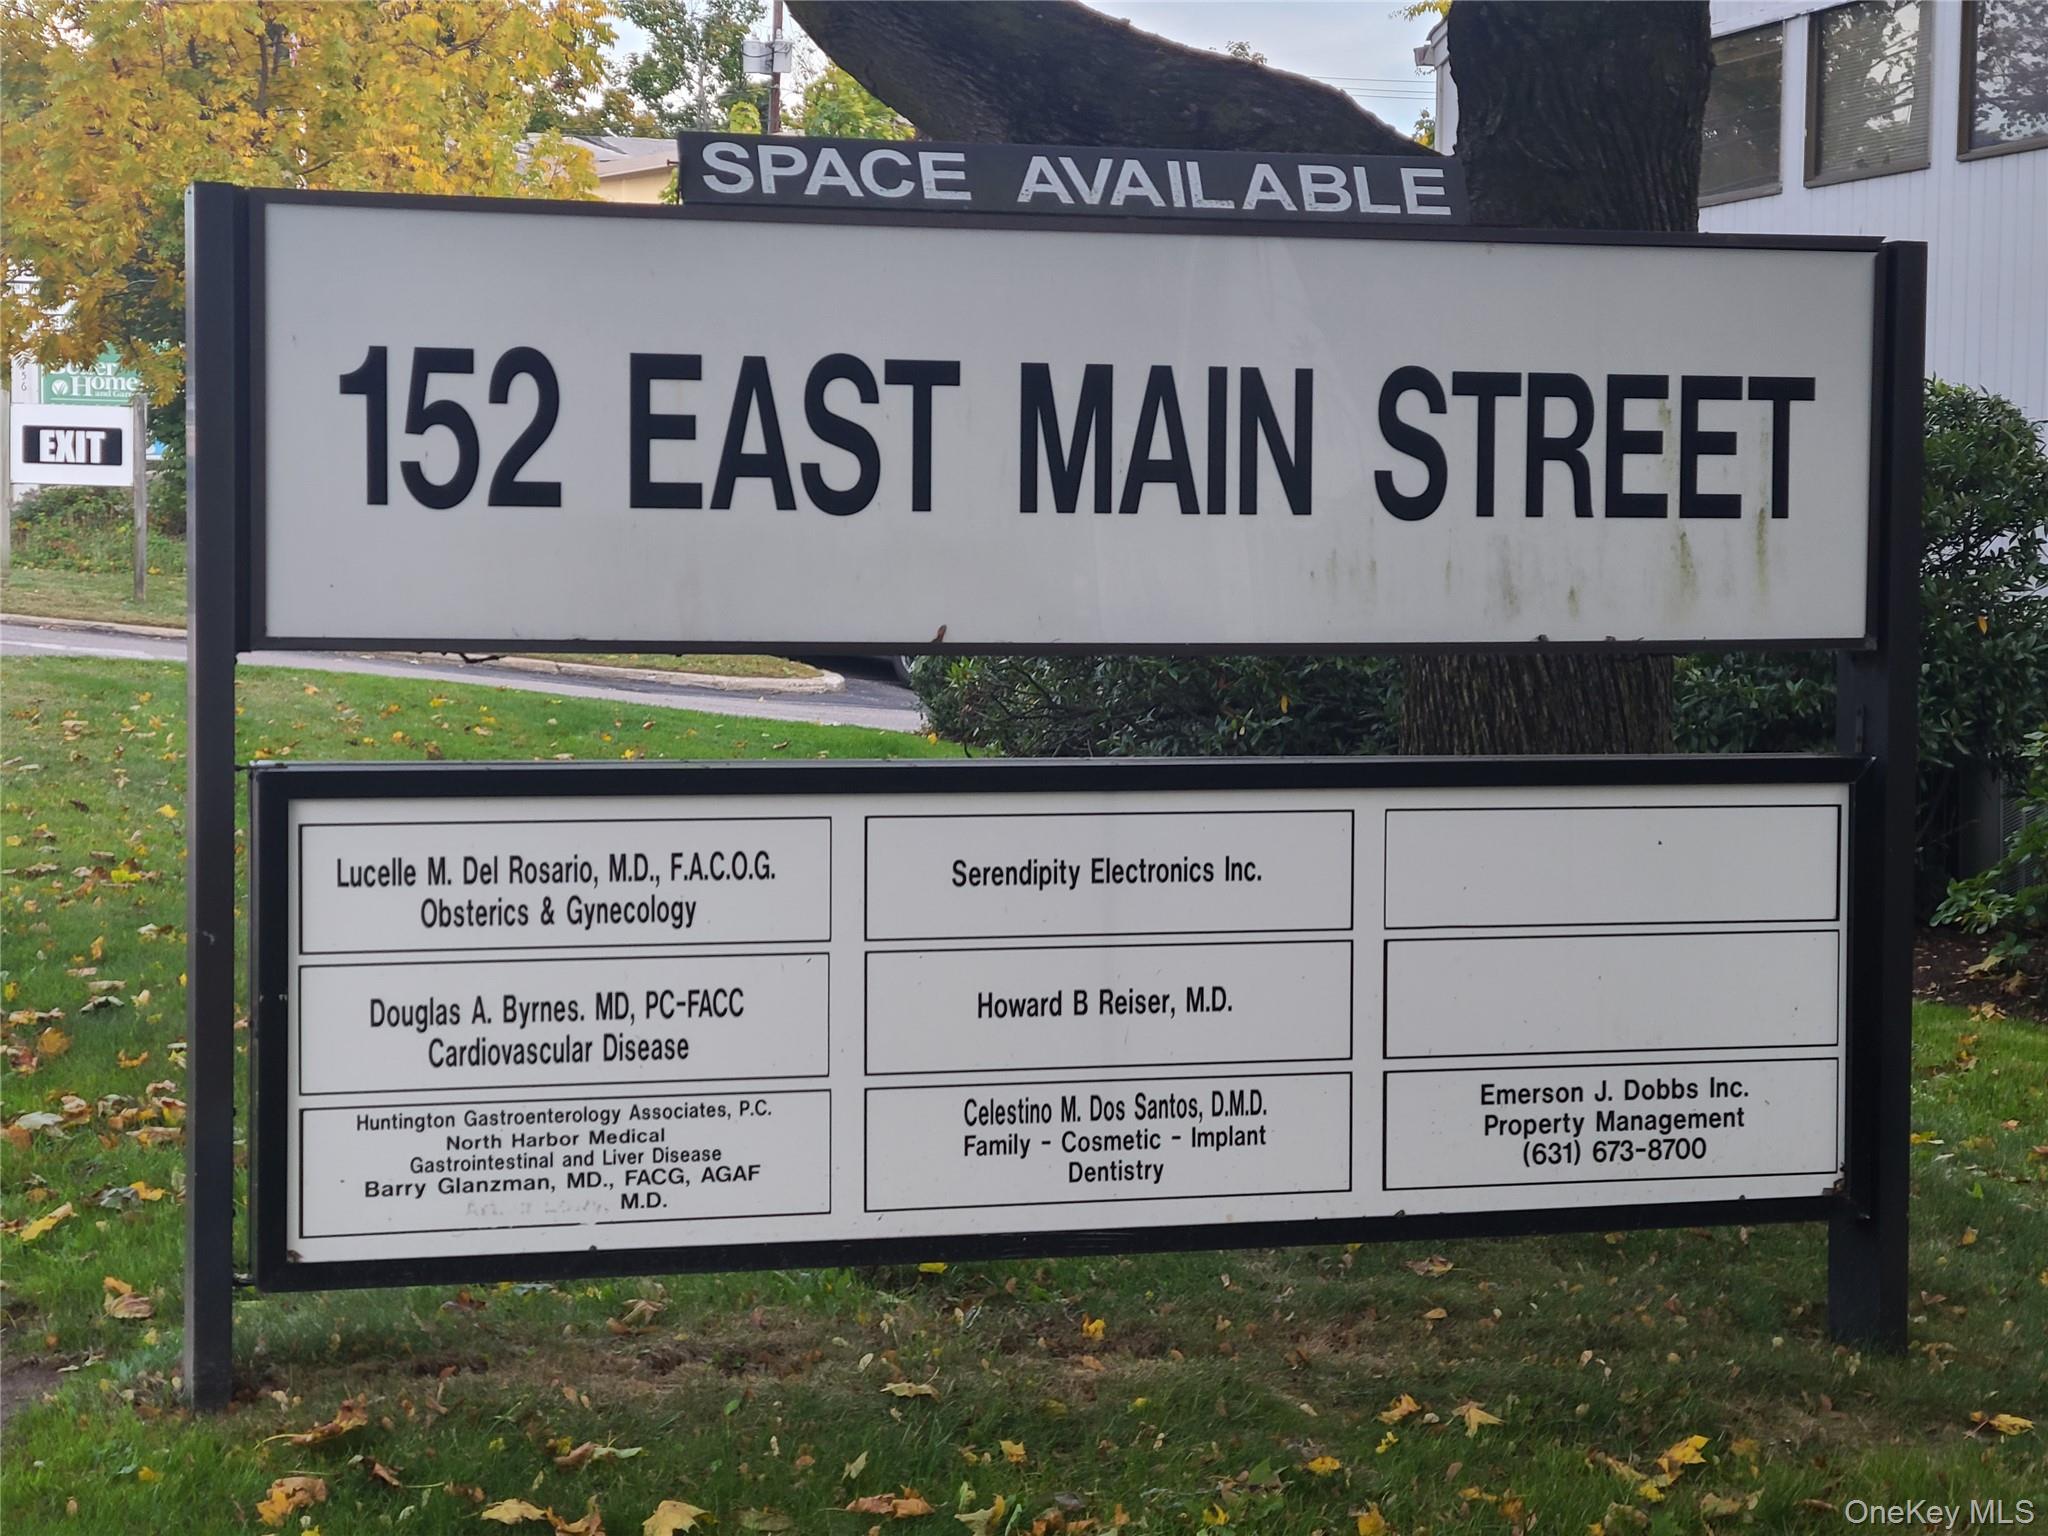 SPACE AVAILABLE
152 EAST MAIN STREET
EXIT
Home
Lucelle M. Del Rosario, M.D., F.A.C.O.G.
Obsterics & Gynecology
Douglas A. Byrnes. MD, PC-FACC
Cardiovascular Disease
Huntington Gastroenterology Associates, P.C.
North Harbor Medical
Gastrointestinal and Liver Disease
Barry Glanzman, MD., FACG, AGAF
M.D.
Serendipity Electronics Inc.
Howard B Reiser, M.D.
Celestino M. Dos Santos, D.M.D.
Family - Cosmetic - Implant
Dentistry
Emerson J. Dobbs Inc.
Property Management
(631) 673-8700
OneKey MLS